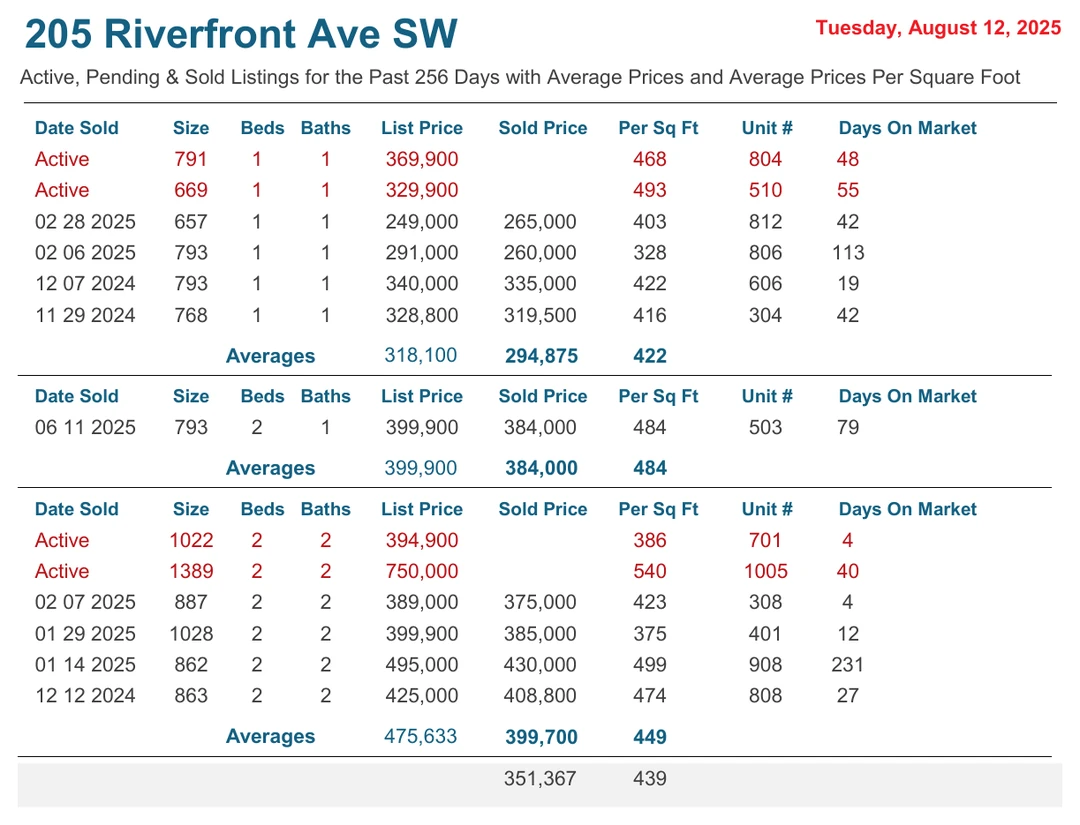 205 Riverfront Ave SW
Tuesday, August 12, 2025
Active, Pending & Sold Listings for the Past 256 Days with Average Prices and Average Prices Per Square Foot
Date Sold Size Beds Baths List Price Sold Price Per Sq Ft Unit # Days On Market
Active 791 1 1 369,900 468 804 48
Active 669 1 1 329,900 493 510 55
02 28 2025 657 1 1 249,000 265,000 403 812 42
02 06 2025 793 1 1 291,000 260,000 328 806 113
12 07 2024 793 1 1 340,000 335,000 422 606 19
11 29 2024 768 1 1 328,800 319,500 416 304 42
Averages 318,100 294,875 422
Date Sold Size Beds Baths List Price Sold Price Per Sq Ft Unit # Days On Market
06 11 2025 793 2 1 399,900 384,000 484 503 79
Averages 399,900 384,000 484
Date Sold Size Beds Baths List Price Sold Price Per Sq Ft Unit # Days On Market
Active 1022 2 2 394,900 386 701 4
Active 1389 2 2 750,000 540 1005 40
02 07 2025 887 2 2 389,000 375,000 423 308 4
01 29 2025 1028 2 2 399,900 385,000 375 401 12
01 14 2025 862 2 2 495,000 430,000 499 908 231
12 12 2024 863 2 2 425,000 408,800 474 808 27
Averages 475,633 399,700 449
351,367 439